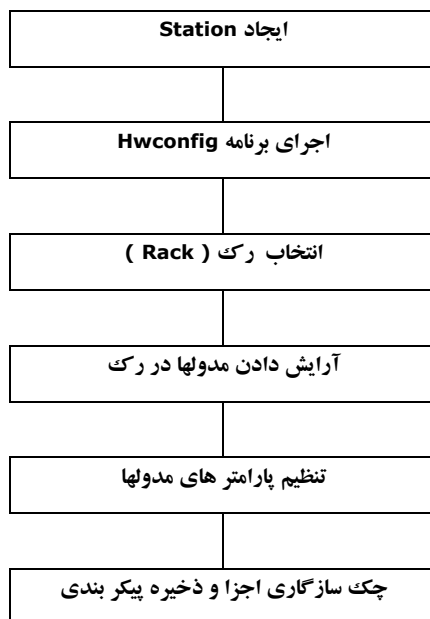 ایجاد Station
اجرای برنامه Hwconfig
انتخاب رک ( Rack )
آرایش دادن مدولها در رک
تنظیم پارامتر های مدولها
چک سازگاری اجزا و ذخیره پیکر بندی